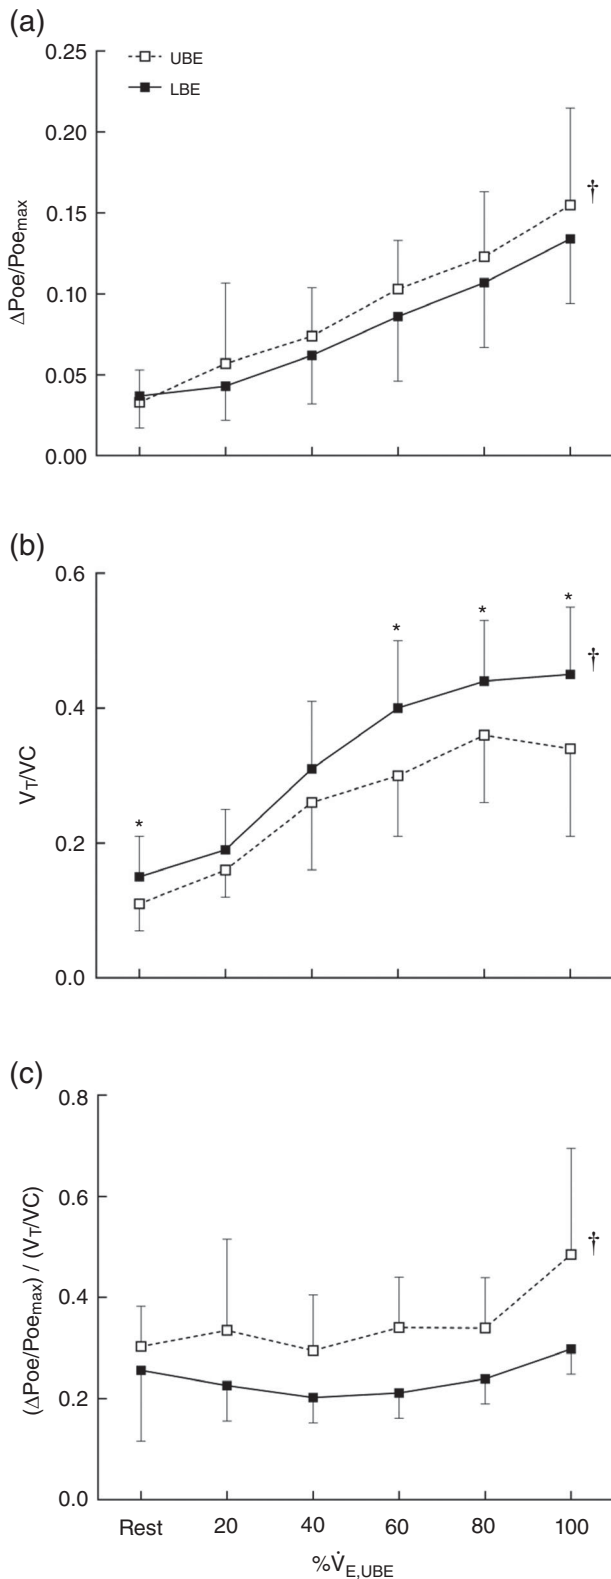 (a)
0.25
UBE
LBE
0.20
†
0.15
ΔPoe/Poemax
0.10
0.05
0.00
(b)
0.6
*
*
*
†
0.4
VT/VC
0.2
*
0.0
(c)
0.8
0.6
†
(ΔPoe/Poemax) / (VT/VC)
0.4
0.2
0.0
Rest 20 40 60 80 100
%V̇E,UBE